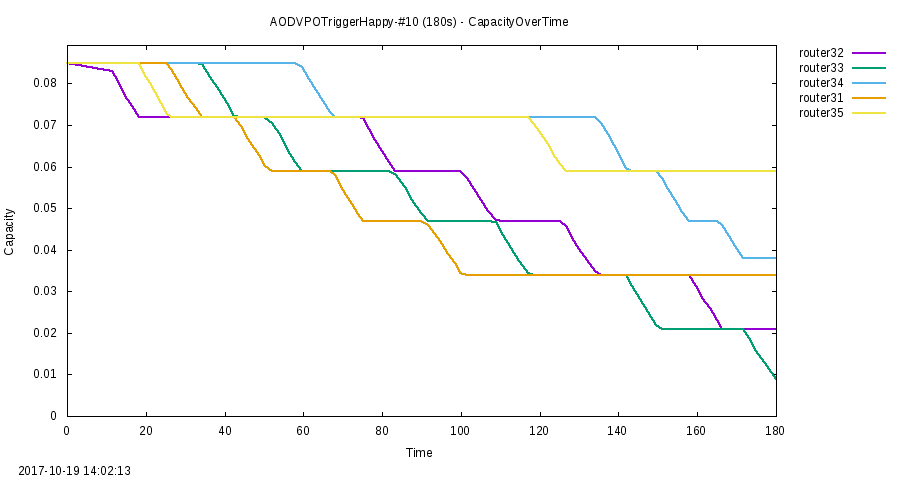 AODVPOTriggerHappy-#10 (180s) - CapacityOverTime
router32
router33
router34
router31
router35
0.08
0.07
0.06
0.05
0.04
0.03
0.02
0.01
0
Capacity
0 20 40 60 80 100 120 140 160 180
Time
2017-10-19 14:02:13